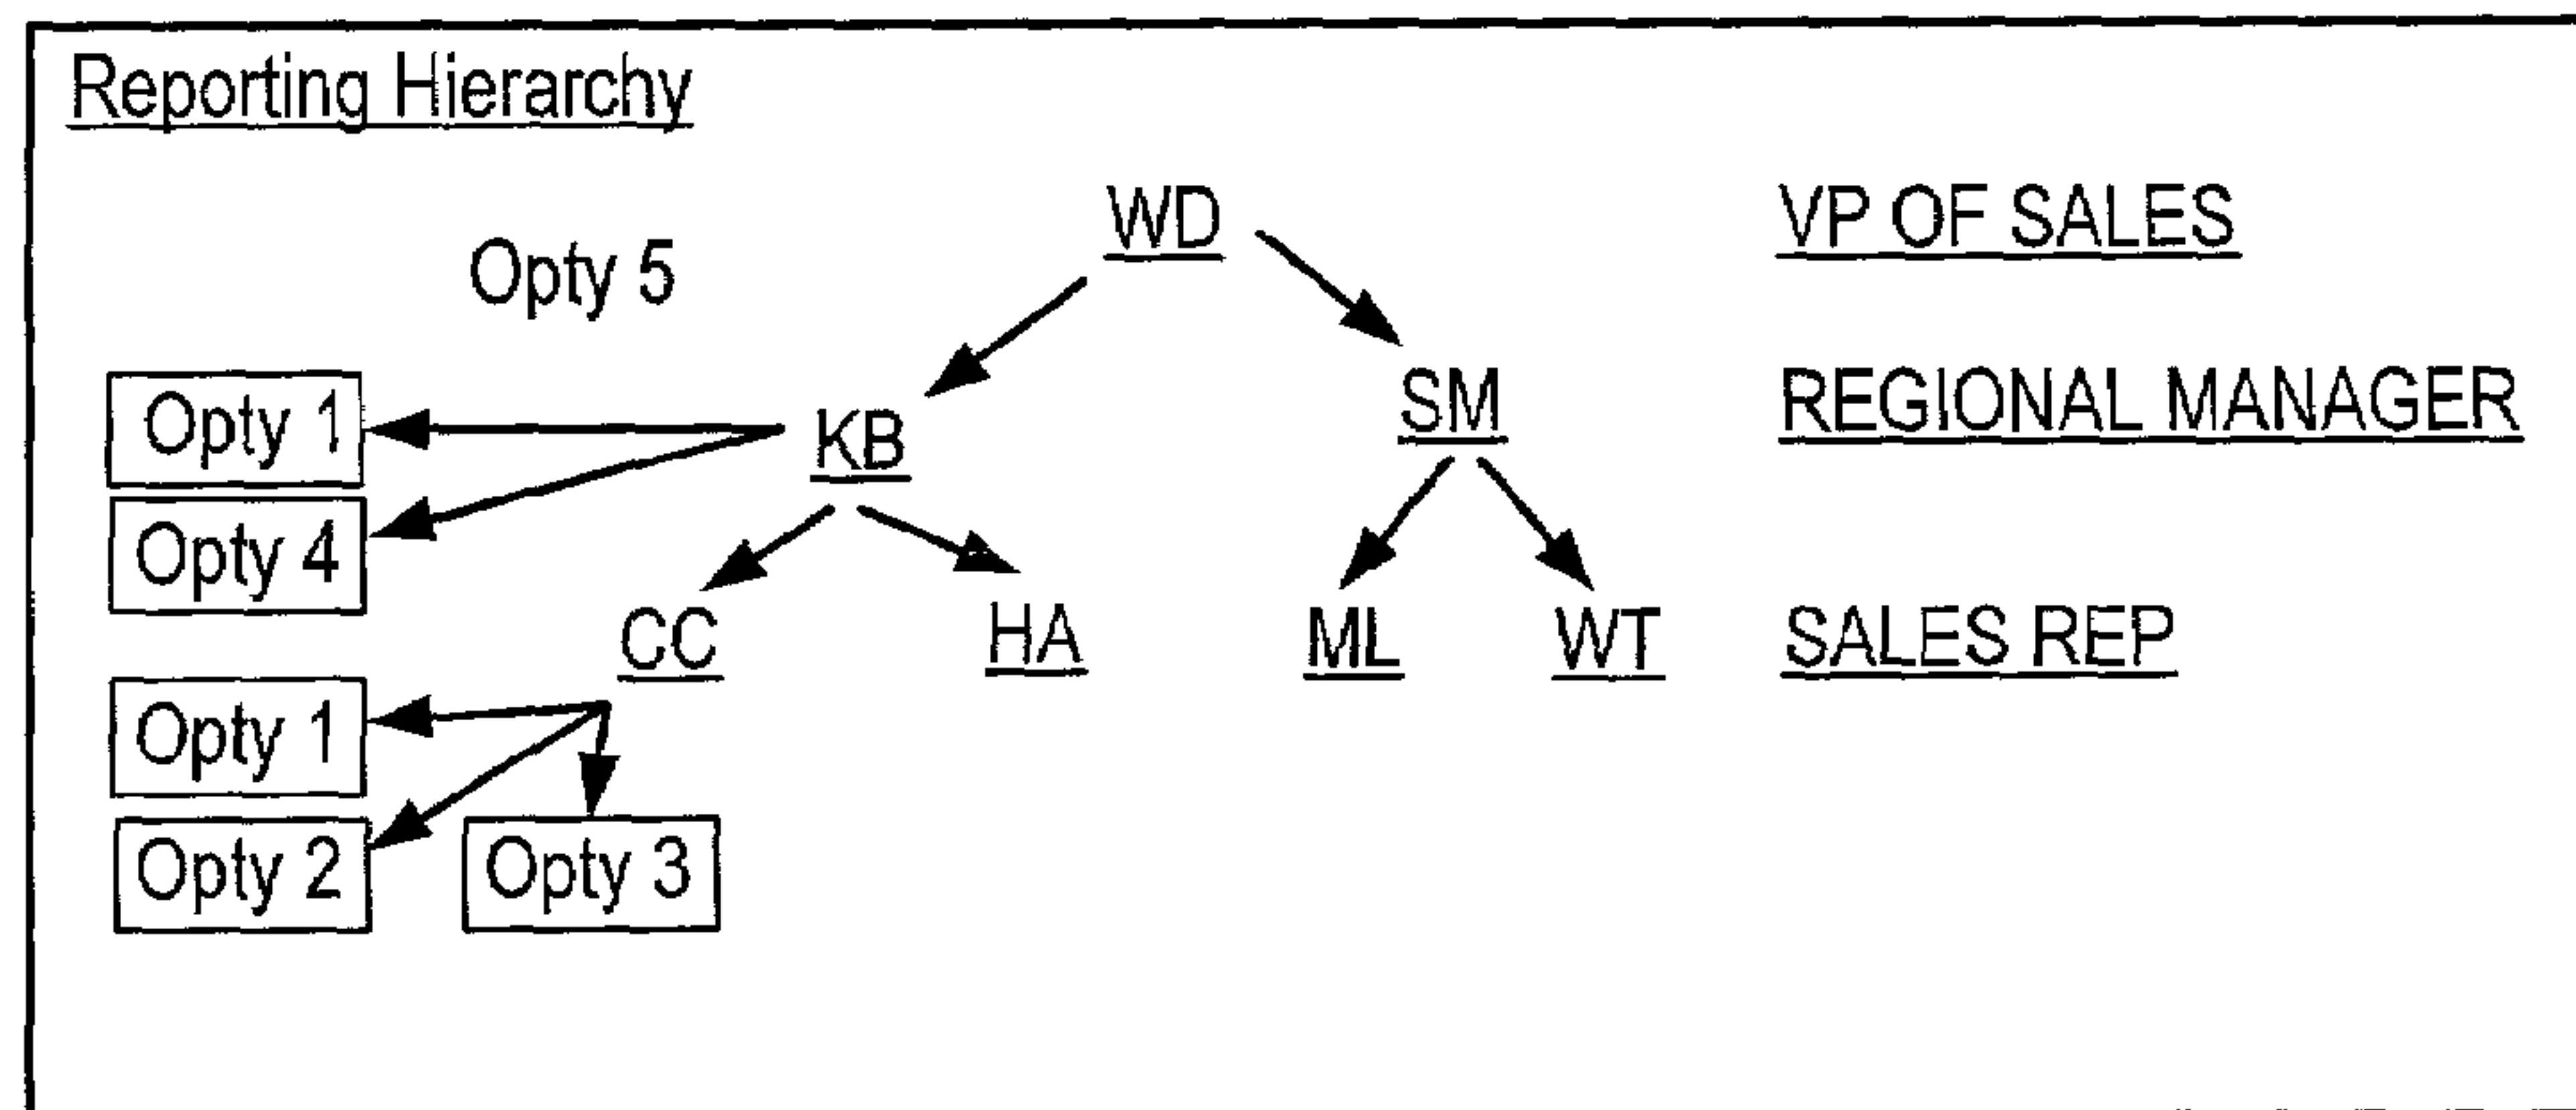 Reporting Hierarchy
WD VP OF SALES
Opty 5
SM REGIONAL MANAGER
Opty 1 KB
Opty 4
CC HA ML WT SALES REP
Opty 1
Opty 2 Opty 3